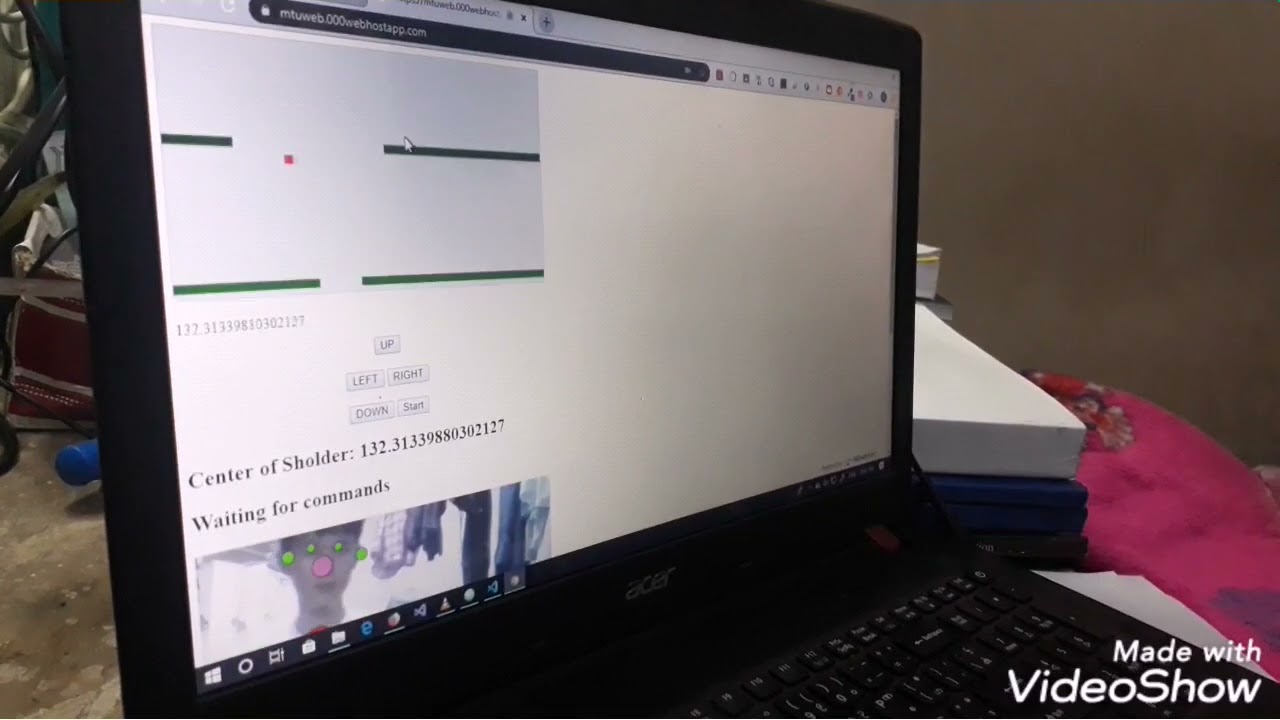 mtuweb.000webhostapp.com
132.31339880302127
UP
LEFT RIGHT
DOWN Start
Center of Sholder: 132.31339880302127
Waiting for commands
acer
Made with
VideoShow